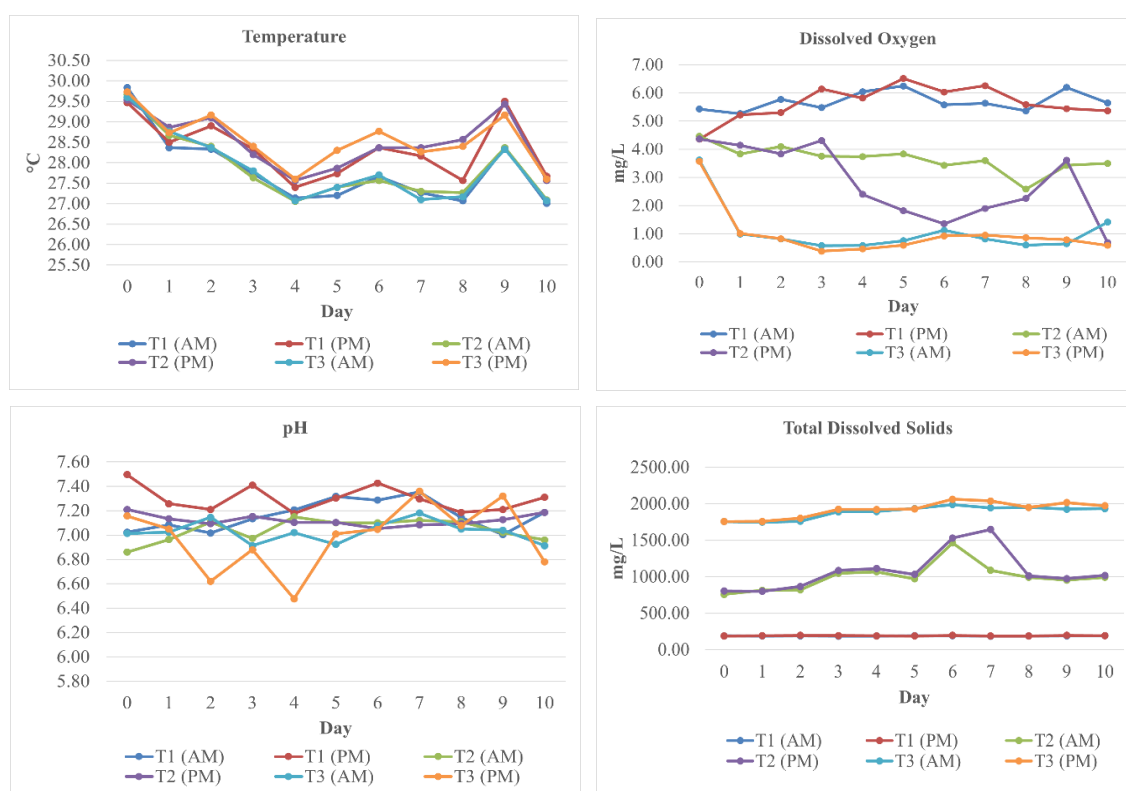 Temperature
30.50
30.00
29.50
29.00
28.50
28.00
27.50
27.00
26.50
26.00
25.50
°C
0 1 2 3 4 5 6 7 8 9 10
Day
T1 (AM) T1 (PM) T2 (AM)
T2 (PM) T3 (AM) T3 (PM)
Dissolved Oxygen
7.00
6.00
5.00
4.00
3.00
2.00
1.00
0.00
mg/L
0 1 2 3 4 5 6 7 8 9 10
Day
T1 (AM) T1 (PM) T2 (AM)
T2 (PM) T3 (AM) T3 (PM)
pH
7.60
7.40
7.20
7.00
6.80
6.60
6.40
6.20
6.00
5.80
0 1 2 3 4 5 6 7 8 9 10
Day
T1 (AM) T1 (PM) T2 (AM)
T2 (PM) T3 (AM) T3 (PM)
Total Dissolved Solids
2500.00
2000.00
1500.00
1000.00
500.00
0.00
mg/L
0 1 2 3 4 5 6 7 8 9 10
Day
T1 (AM) T1 (PM) T2 (AM)
T2 (PM) T3 (AM) T3 (PM)